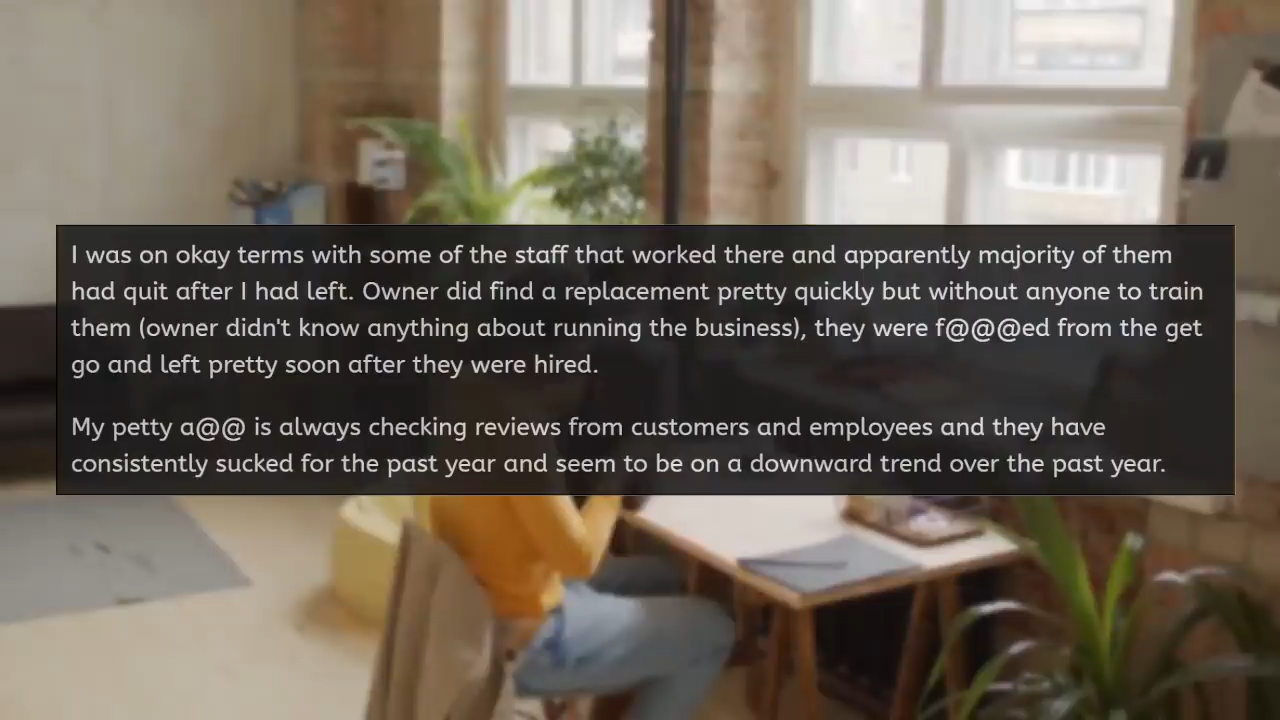 I was on okay terms with some of the staff that worked there and apparently majority of them
had quit after I had left. Owner did find a replacement pretty quickly but without anyone to train
them (owner didn't know anything about running the business), they were f@@@ed from the get
go and left pretty soon after they were hired.
My petty a@@ is always checking reviews from customers and employees and they have
consistently sucked for the past year and seem to be on a downward trend over the past year.